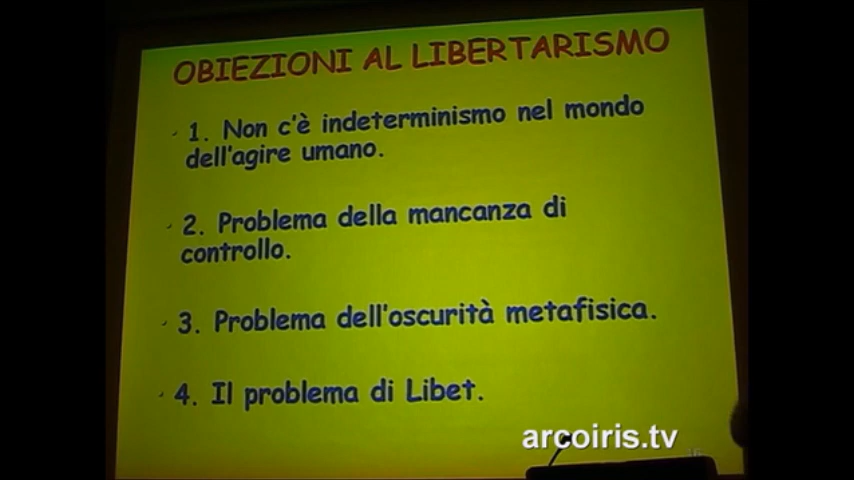 OBIEZIONI AL LIBERTARISMO
1. Non c'è indeterminismo nel mondo
dell'agire umano.
2. Problema della mancanza di
controllo.
3. Problema dell'oscurità metafisica.
4. Il problema di Libet.
arcoiris.tv